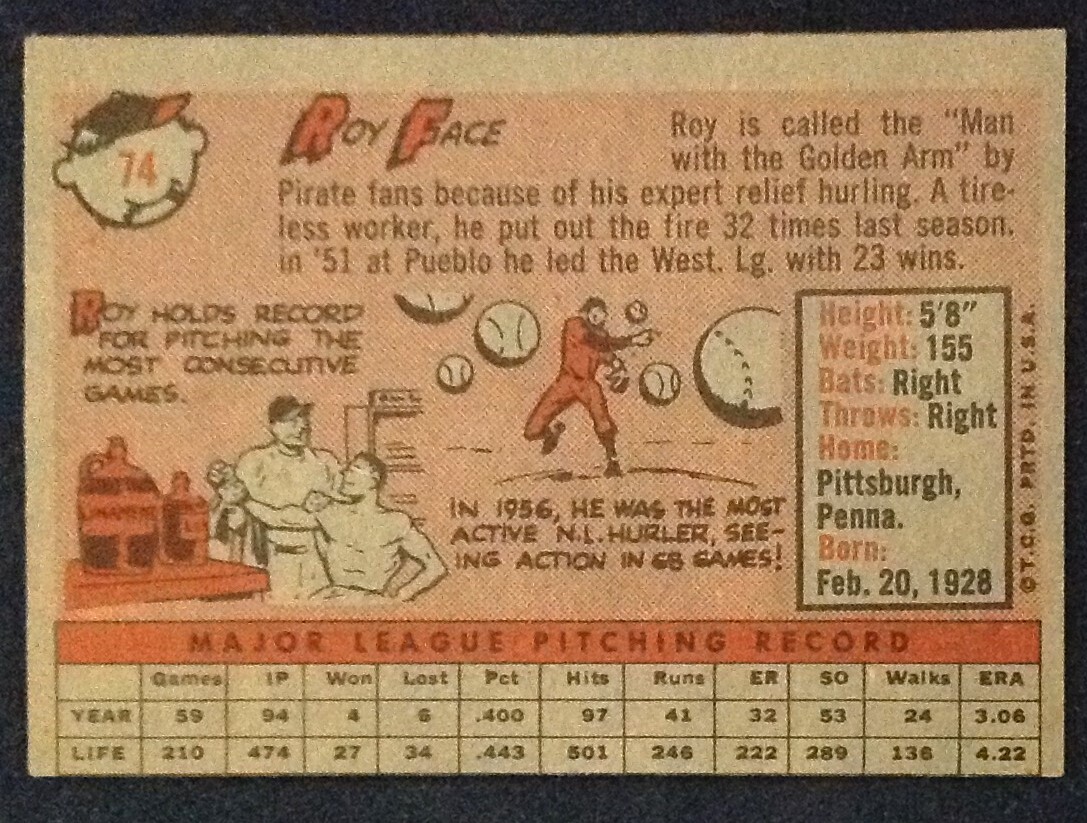 74
Roy Face
Roy is called the "Man
with the Golden Arm" by
Pirate fans because of his expert relief hurling. A tire-
less worker, he put out the fire 32 times last season.
in '51 at Pueblo he led the West. Lg. with 23 wins.
ROY HOLDS RECORD
FOR PITCHING THE
MOST CONSECUTIVE
GAMES.
IN 1956, HE WAS THE MOST
ACTIVE N.L. HURLER, SEE-
ING ACTION IN 68 GAMES!
Height: 5'8"
Weight: 155
Bats: Right
Throws: Right
Home:
Pittsburgh,
Penna.
Born:
Feb. 20, 1928
© T.C.G. PRTD. IN U.S.A.
MAJOR LEAGUE PITCHING RECORD
Games IP Won Lost Pct Hits Runs ER SO Walks ERA
YEAR 59 94 4 6 .400 97 41 32 53 24 3.06
LIFE 210 474 27 34 .443 501 246 222 289 136 4.22